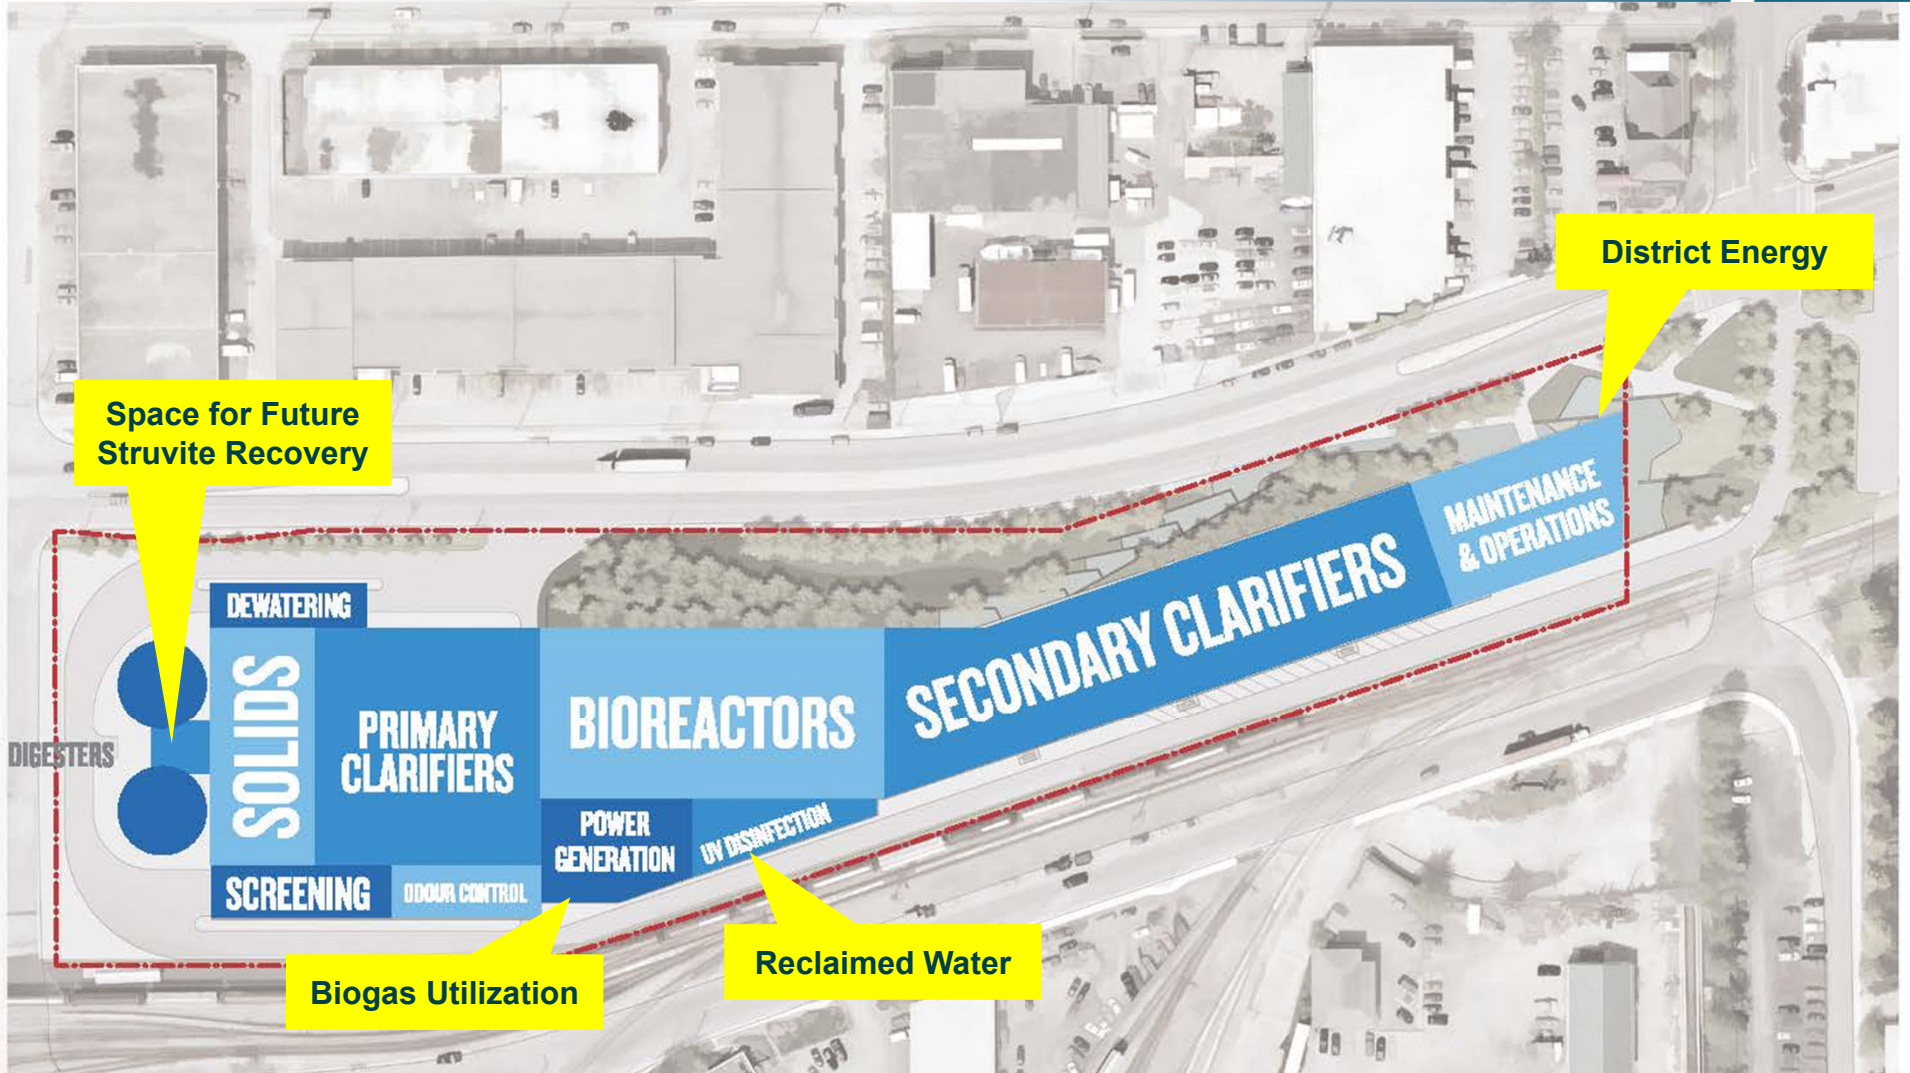 District Energy
Space for Future
Struvite Recovery
MAINTENANCE
& OPERATIONS
DEWATERING
SECONDARY CLARIFIERS
SOLIDS
PRIMARY
CLARIFIERS
BIOREACTORS
DIGESTERS
POWER
GENERATION
UV DISINFECTION
SCREENING
ODOUR CONTROL
Reclaimed Water
Biogas Utilization